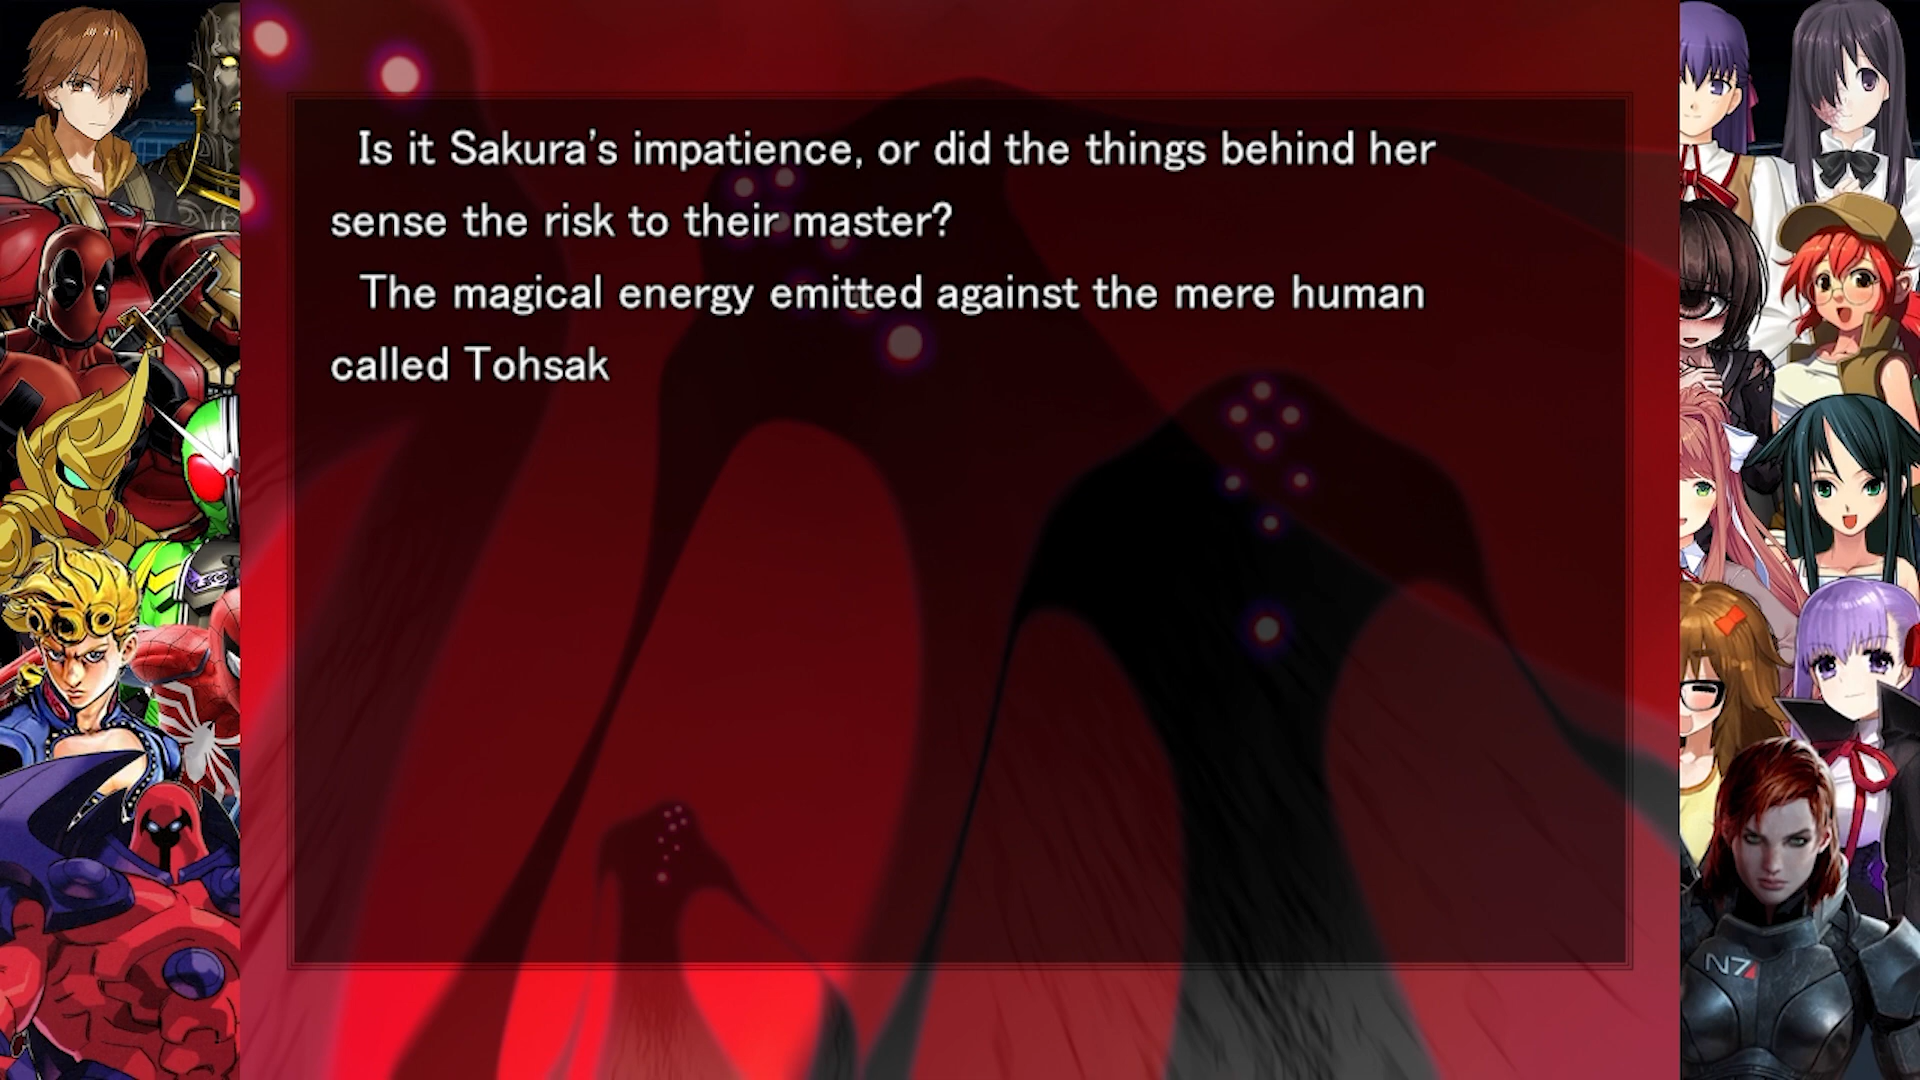 Is it Sakura's impatience, or did the things behind her
sense the risk to their master?
The magical energy emitted against the mere human
called Tohsak
N7